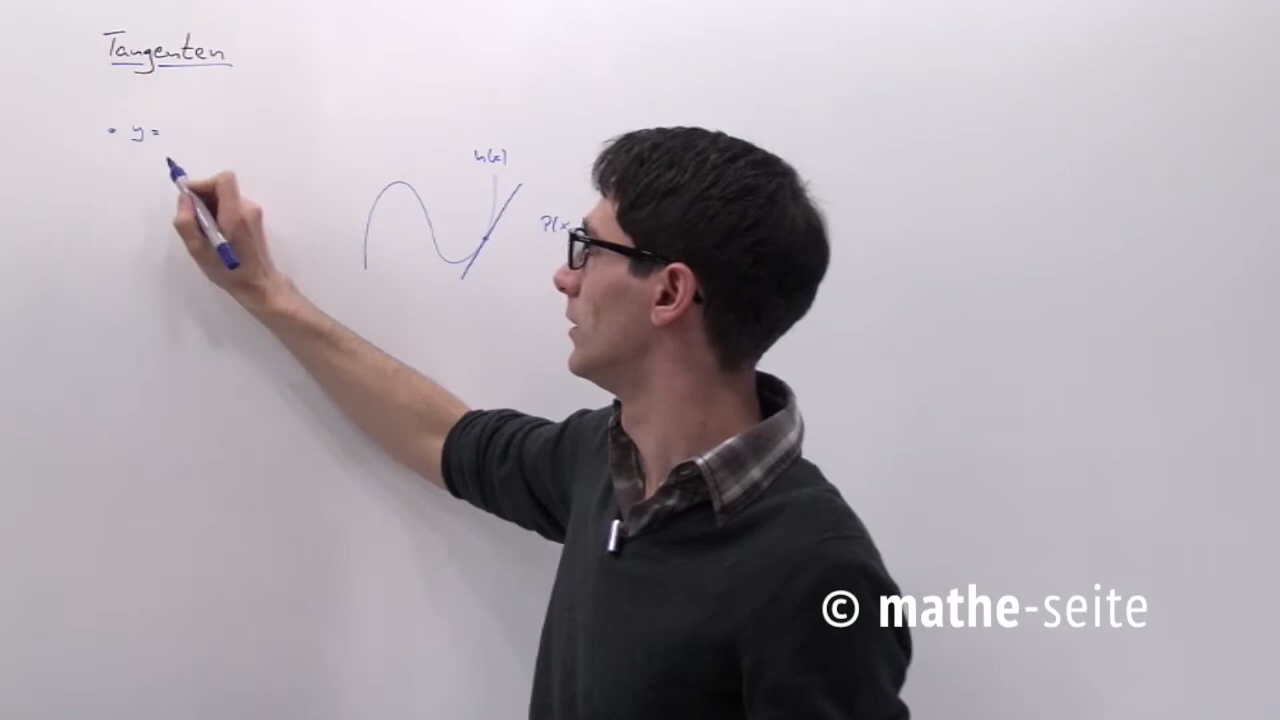 Tangenten
• y =
h(x)
P(x
© mathe-seite